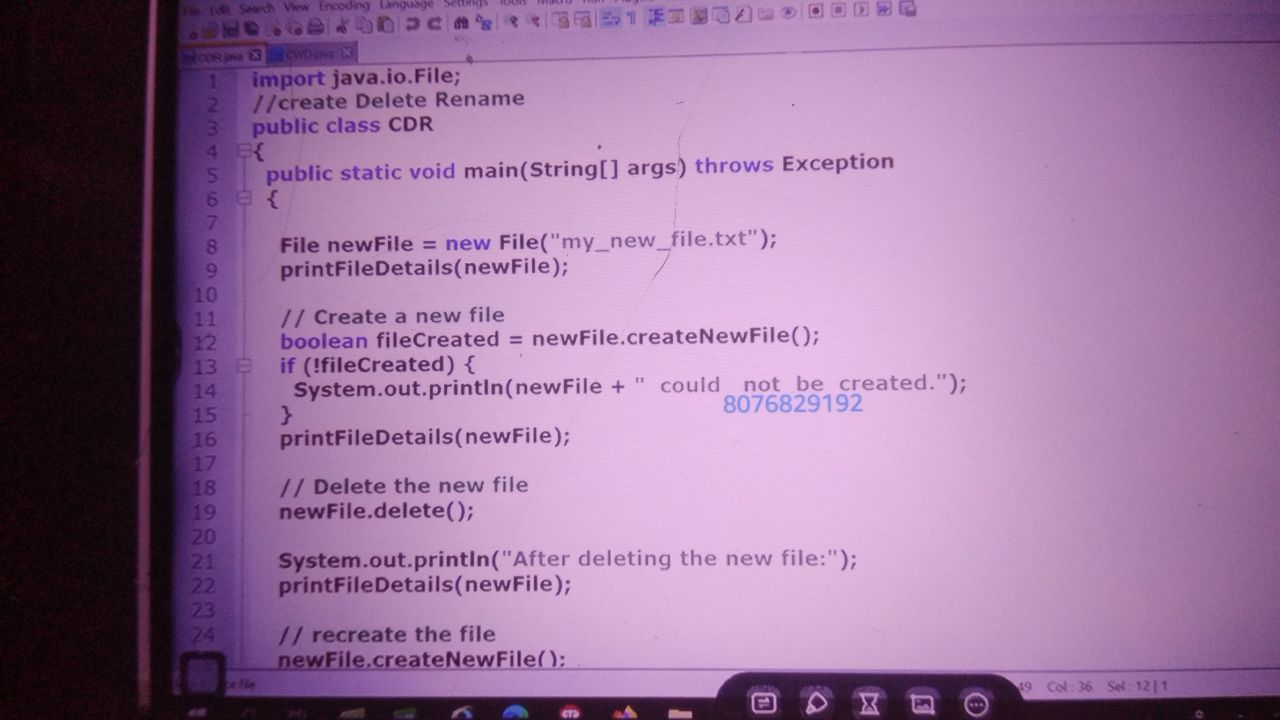 File Edit Search View Encoding Language Settings Tools Macro Run
CDR.java CWD.java
1 import java.io.File;
2 //create Delete Rename
3 public class CDR
4 {
5 public static void main(String[] args) throws Exception
6 {
7
8 File newFile = new File("my_new_file.txt");
9 printFileDetails(newFile);
10
11 // Create a new file
12 boolean fileCreated = newFile.createNewFile();
13 if (!fileCreated) {
14 System.out.println(newFile + " could not be created.");
8076829192
15 }
16 printFileDetails(newFile);
17
18 // Delete the new file
19 newFile.delete();
20
21 System.out.println("After deleting the new file:");
22 printFileDetails(newFile);
23
24 // recreate the file
newFile.createNewFile();
file Col : 36 Sel : 12 | 1